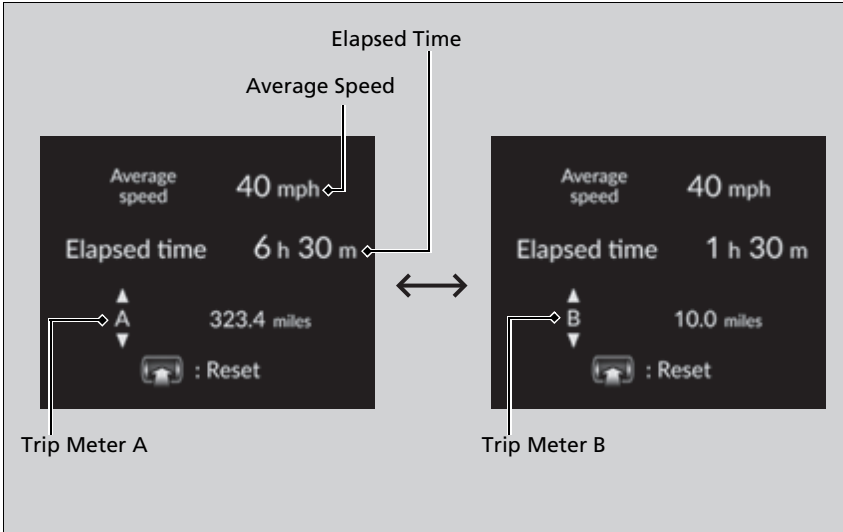 Elapsed Time
Average Speed
Average
speed
40 mph
Elapsed time 6 h 30 m
A 323.4 miles
: Reset
Trip Meter A
Average
speed
40 mph
Elapsed time 1 h 30 m
B 10.0 miles
: Reset
Trip Meter B